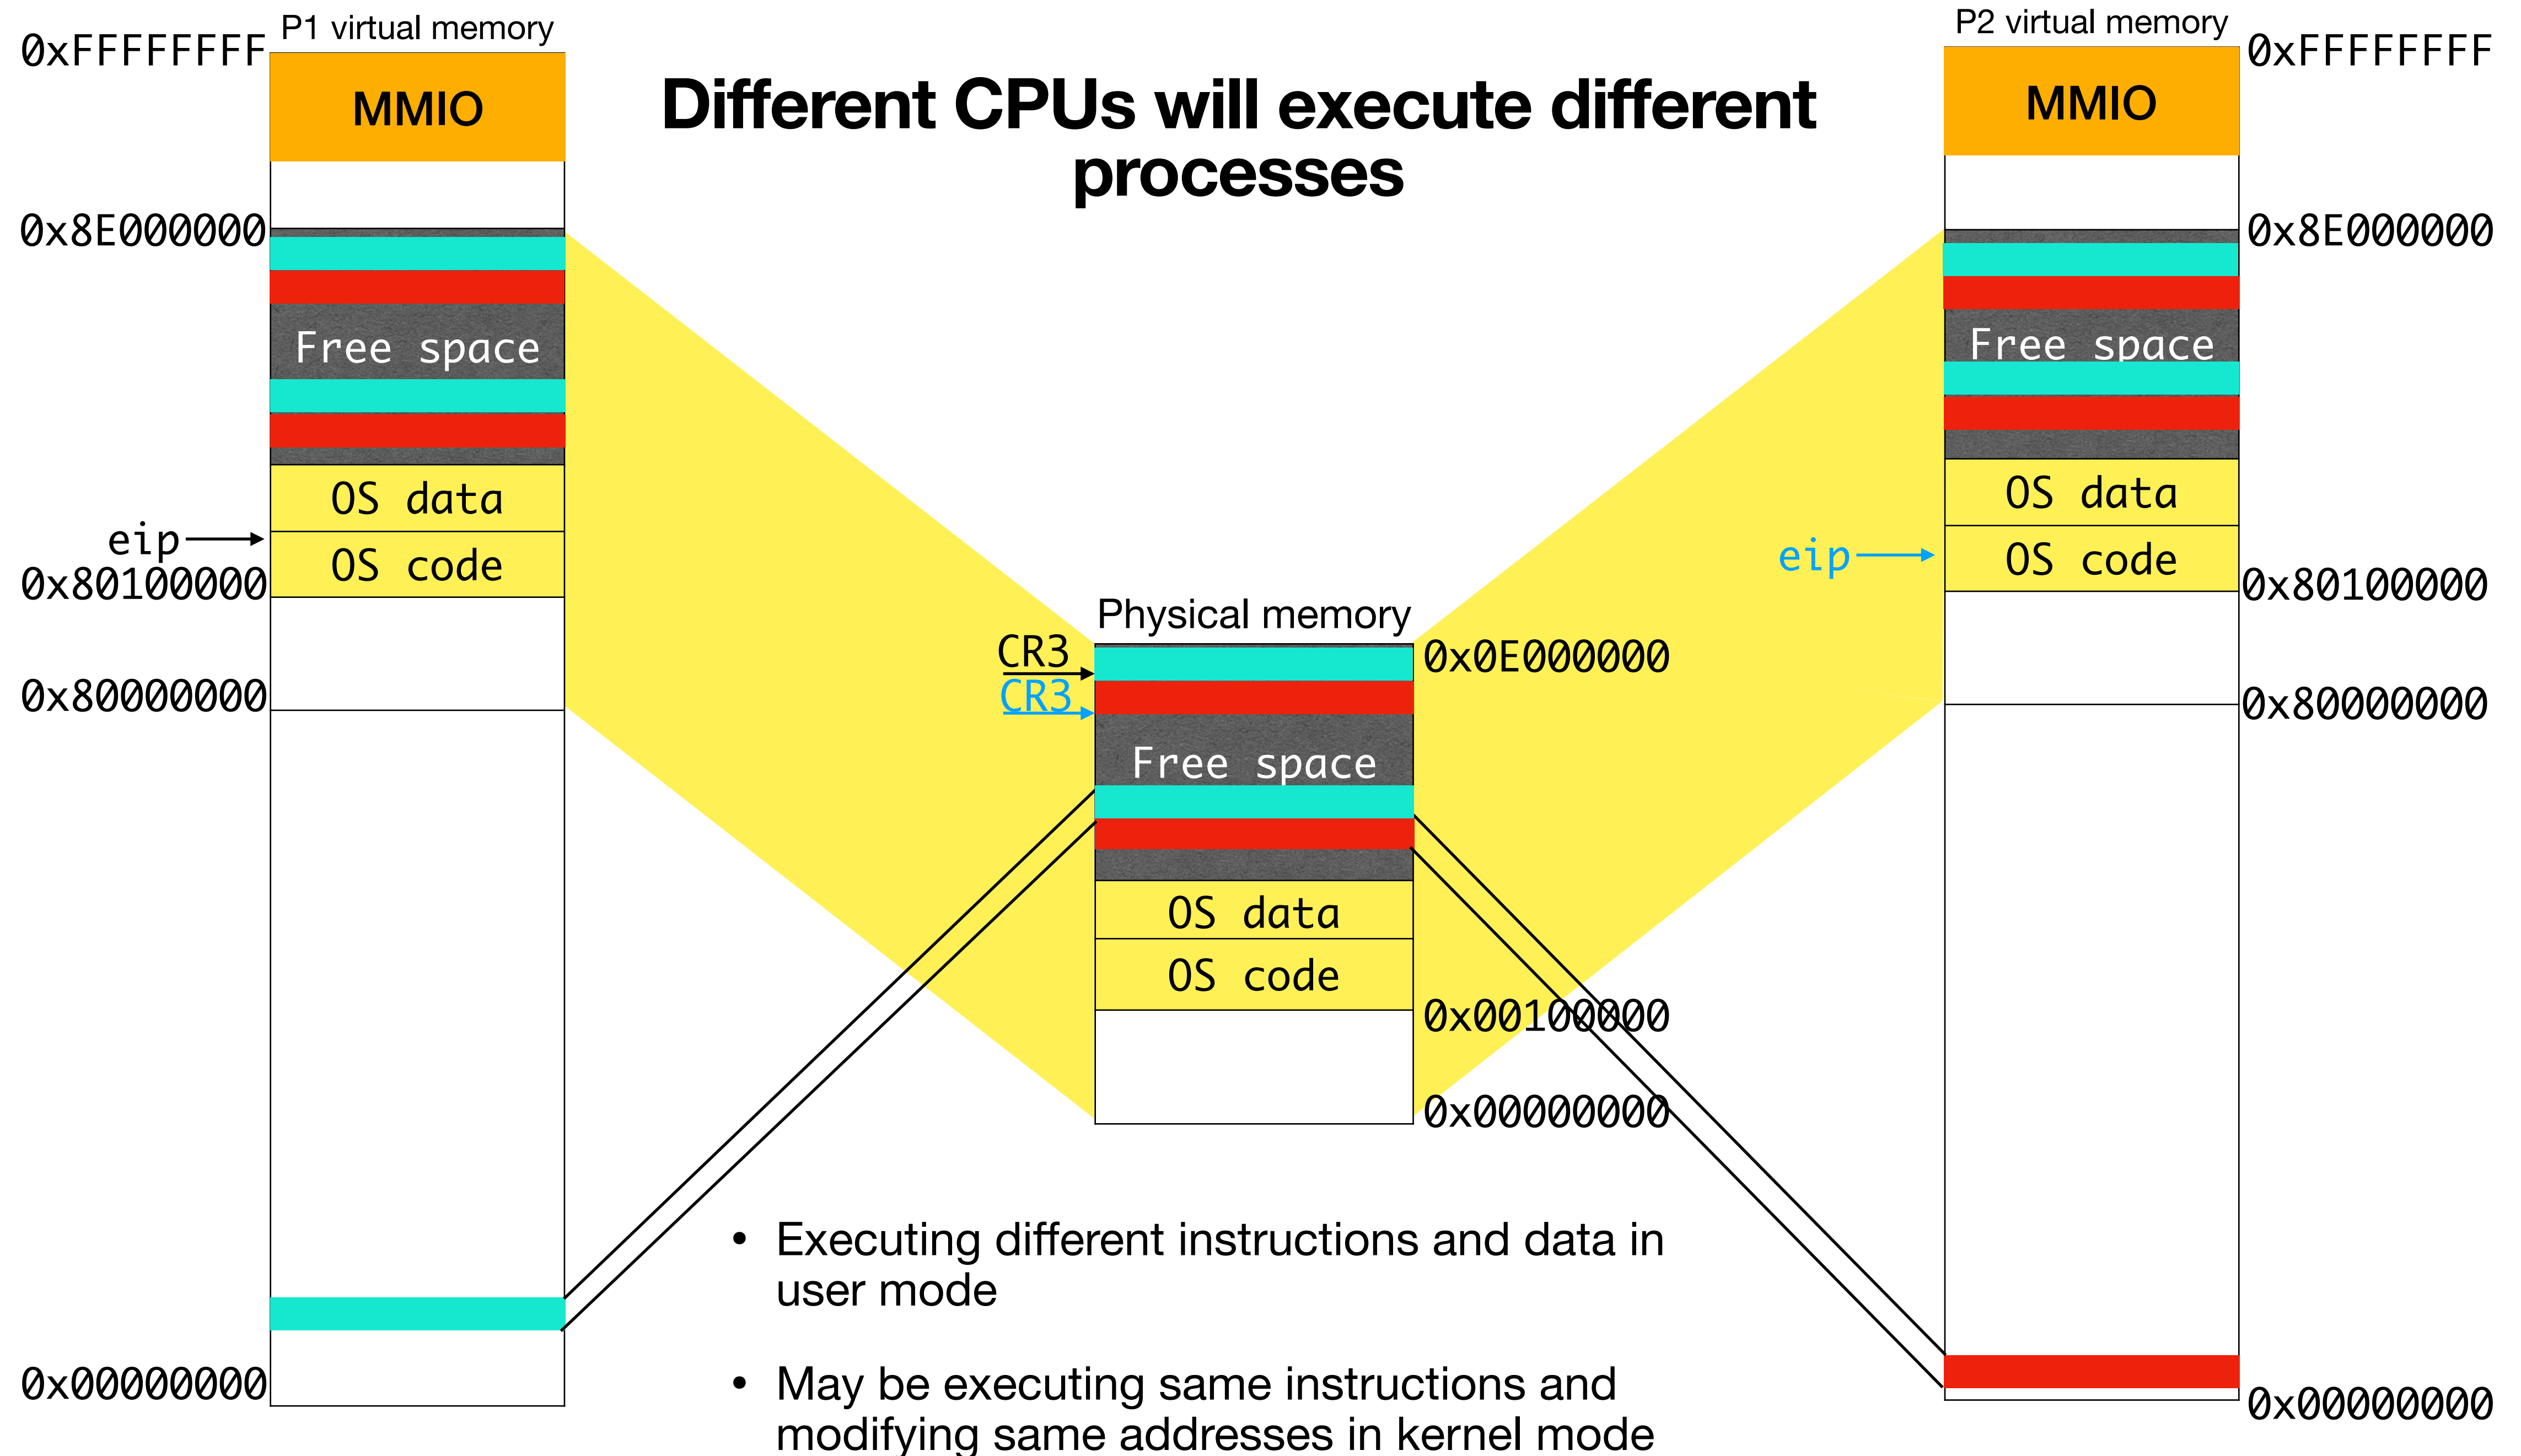 P1 virtual memory
0xFFFFFFFF
MMIO
0x8E000000
Free space
OS data
eip
OS code
0x80100000
0x80000000
0x00000000
Different CPUs will execute different
processes
Physical memory
CR3
CR3
0x0E000000
Free space
OS data
OS code
0x00100000
0x00000000
• Executing different instructions and data in
user mode
• May be executing same instructions and
modifying same addresses in kernel mode
P2 virtual memory
0xFFFFFFFF
MMIO
0x8E000000
Free space
OS data
eip
OS code
0x80100000
0x80000000
0x00000000